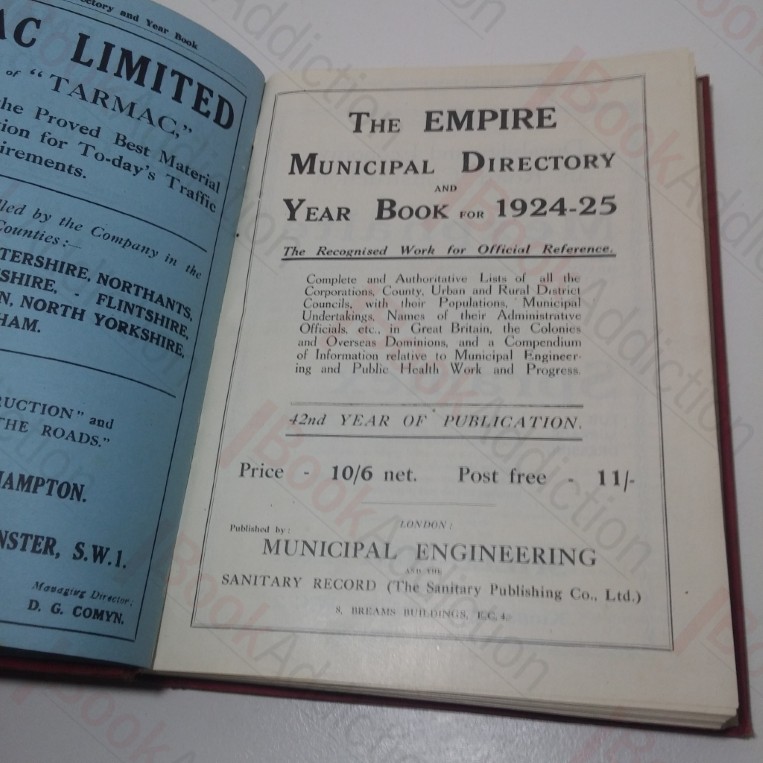 ctory and Year Book
AC LIMITED
of "TARMAC,"
the Proved Best Material
tion for To-day's Traffic
irements.
lled by the Company in the
Counties :—
TERSHIRE, NORTHANTS,
SHIRE, - FLINTSHIRE,
N, NORTH YORKSHIRE,
HAM.
RUCTION" and
THE ROADS."
HAMPTON.
NSTER, S.W.1.
Managing Director:
D. G. COMYN.
THE EMPIRE
MUNICIPAL DIRECTORY
AND
YEAR BOOK FOR 1924-25
The Recognised Work for Official Reference.
Complete and Authoritative Lists of all the
Corporations, County, Urban and Rural District
Councils, with their Populations, Municipal
Undertakings, Names of their Administrative
Officials, etc., in Great Britain, the Colonies
and Overseas Dominions, and a Compendium
of Information relative to Municipal Engineer-
ing and Public Health Work and Progress.
42nd YEAR OF PUBLICATION.
Price - 10/6 net. Post free - 11/-
LONDON :
Published by :
MUNICIPAL ENGINEERING
AND THE
SANITARY RECORD (The Sanitary Publishing Co., Ltd.)
8, BREAMS BUILDINGS, E.C.4.
BookAddiction